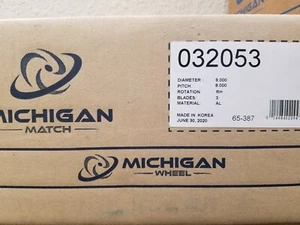 032053
DIAMETER : 9.000
PITCH : 8.000
ROTATION : RH
BLADES : 3
MATERIAL : AL
MADE IN KOREA
JUNE 30, 2020
65-387
MICHIGAN
MATCH
MICHIGAN
WHEEL